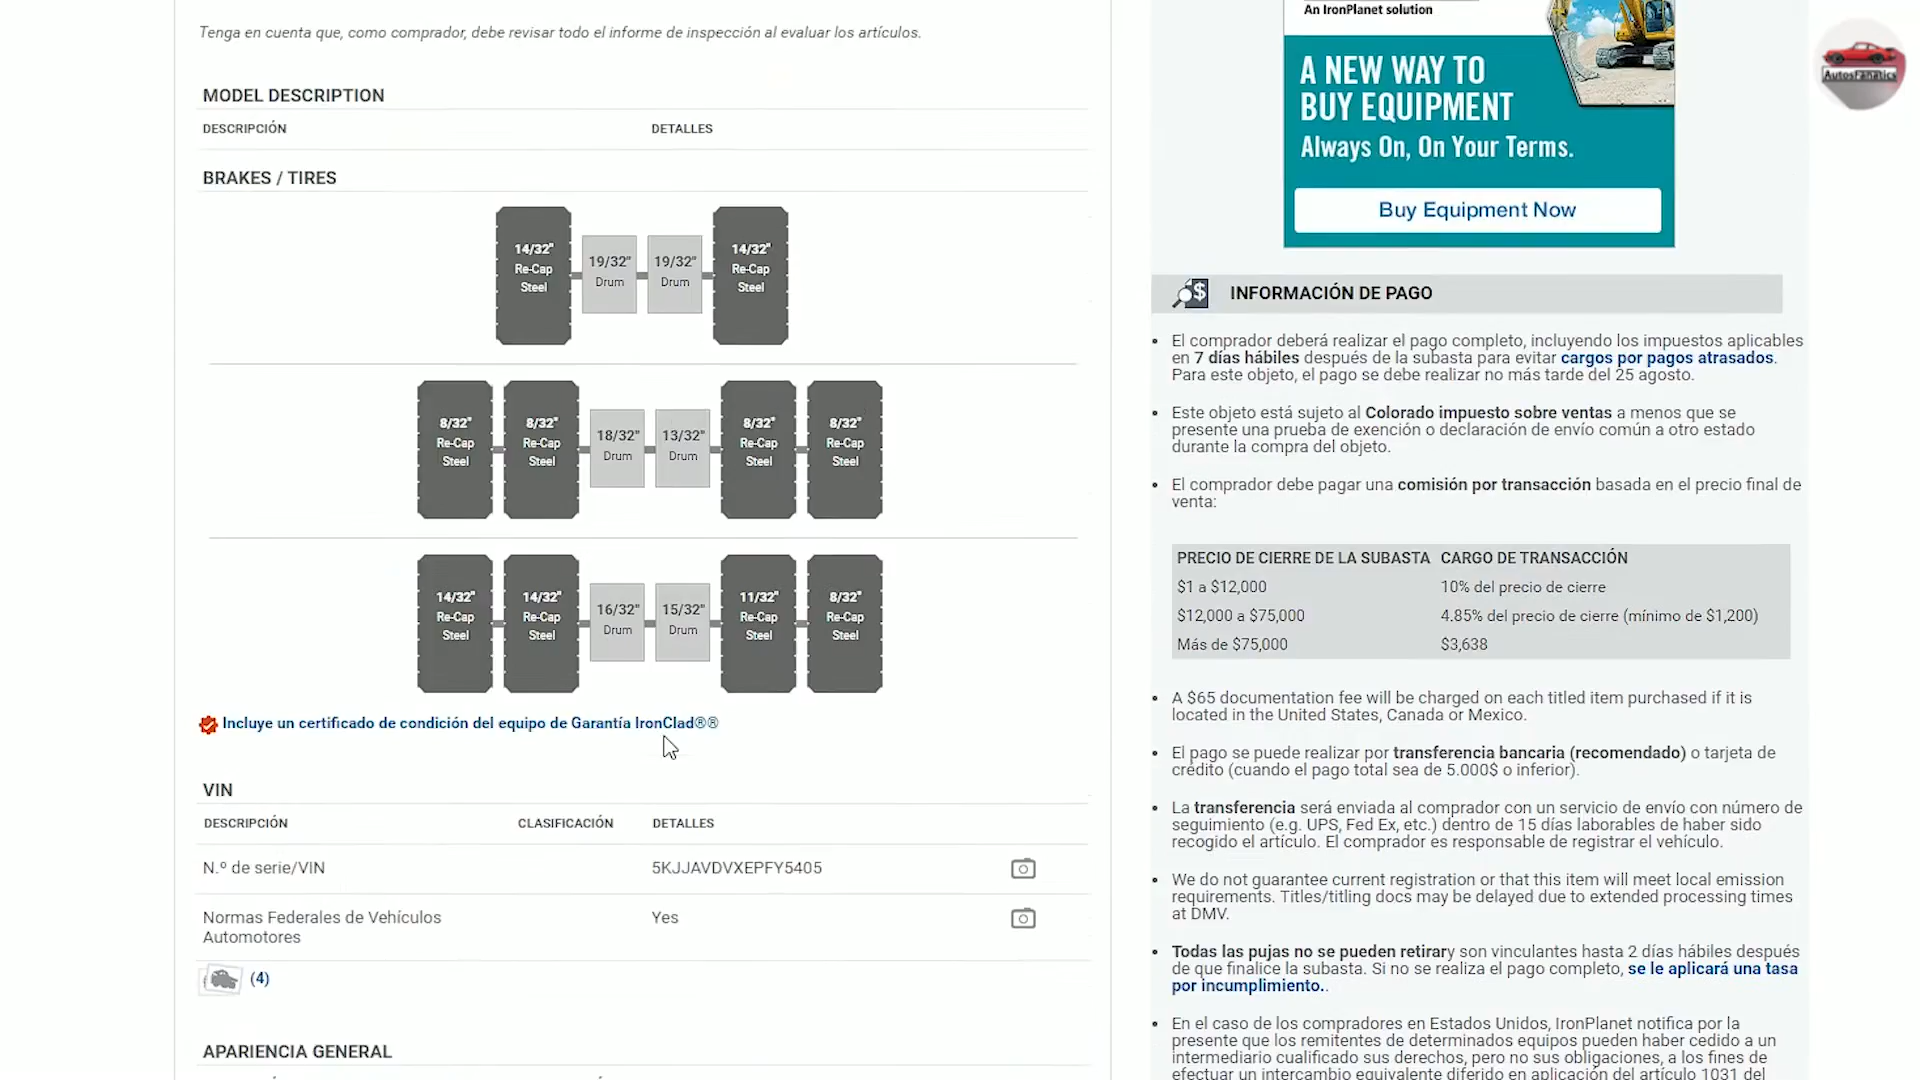 Tenga en cuenta que, como comprador, debe revisar todo el informe de inspección al evaluar los artículos.
MODEL DESCRIPTION
DESCRIPCIÓN DETALLES
BRAKES / TIRES
14/32" 19/32" 19/32" 14/32"
Re-Cap Drum Drum Re-Cap
Steel Steel
8/32" 8/32" 18/32" 13/32" 8/32" 8/32"
Re-Cap Re-Cap Drum Drum Re-Cap Re-Cap
Steel Steel Steel Steel
14/32" 14/32" 16/32" 15/32" 11/32" 8/32"
Re-Cap Re-Cap Drum Drum Re-Cap Re-Cap
Steel Steel Steel Steel
Incluye un certificado de condición del equipo de Garantía IronClad®®
VIN
DESCRIPCIÓN CLASIFICACIÓN DETALLES
N.º de serie/VIN 5KJJAVDVXEPFY5405
Normas Federales de Vehículos Yes
Automotores
(4)
APARIENCIA GENERAL
An IronPlanet solution
A NEW WAY TO
BUY EQUIPMENT
Always On, On Your Terms.
Buy Equipment Now
INFORMACIÓN DE PAGO
El comprador deberá realizar el pago completo, incluyendo los impuestos aplicables
en 7 días hábiles después de la subasta para evitar cargos por pagos atrasados.
Para este objeto, el pago se debe realizar no más tarde del 25 agosto.
Este objeto está sujeto al Colorado impuesto sobre ventas a menos que se
presente una prueba de exención o declaración de envío común a otro estado
durante la compra del objeto.
El comprador debe pagar una comisión por transacción basada en el precio final de
venta:
PRECIO DE CIERRE DE LA SUBASTA CARGO DE TRANSACCIÓN
$1 a $12,000 10% del precio de cierre
$12,000 a $75,000 4.85% del precio de cierre (mínimo de $1,200)
Más de $75,000 $3,638
A $65 documentation fee will be charged on each titled item purchased if it is
located in the United States, Canada or Mexico.
El pago se puede realizar por transferencia bancaria (recomendado) o tarjeta de
crédito (cuando el pago total sea de 5.000$ o inferior).
La transferencia será enviada al comprador con un servicio de envío con número de
seguimiento (e.g. UPS, Fed Ex, etc.) dentro de 15 días laborables de haber sido
recogido el artículo. El comprador es responsable de registrar el vehículo.
We do not guarantee current registration or that this item will meet local emission
requirements. Titles/titling docs may be delayed due to extended processing times
at DMV.
Todas las pujas no se pueden retirary son vinculantes hasta 2 días hábiles después
de que finalice la subasta. Si no se realiza el pago completo, se le aplicará una tasa
por incumplimiento..
En el caso de los compradores en Estados Unidos, IronPlanet notifica por la
presente que los remitentes de determinados equipos pueden haber cedido a un
intermediario cualificado sus derechos, pero no sus obligaciones, a los fines de
efectuar un intercambio equivalente diferido en aplicación del artículo 1031 del
AutosFanatics